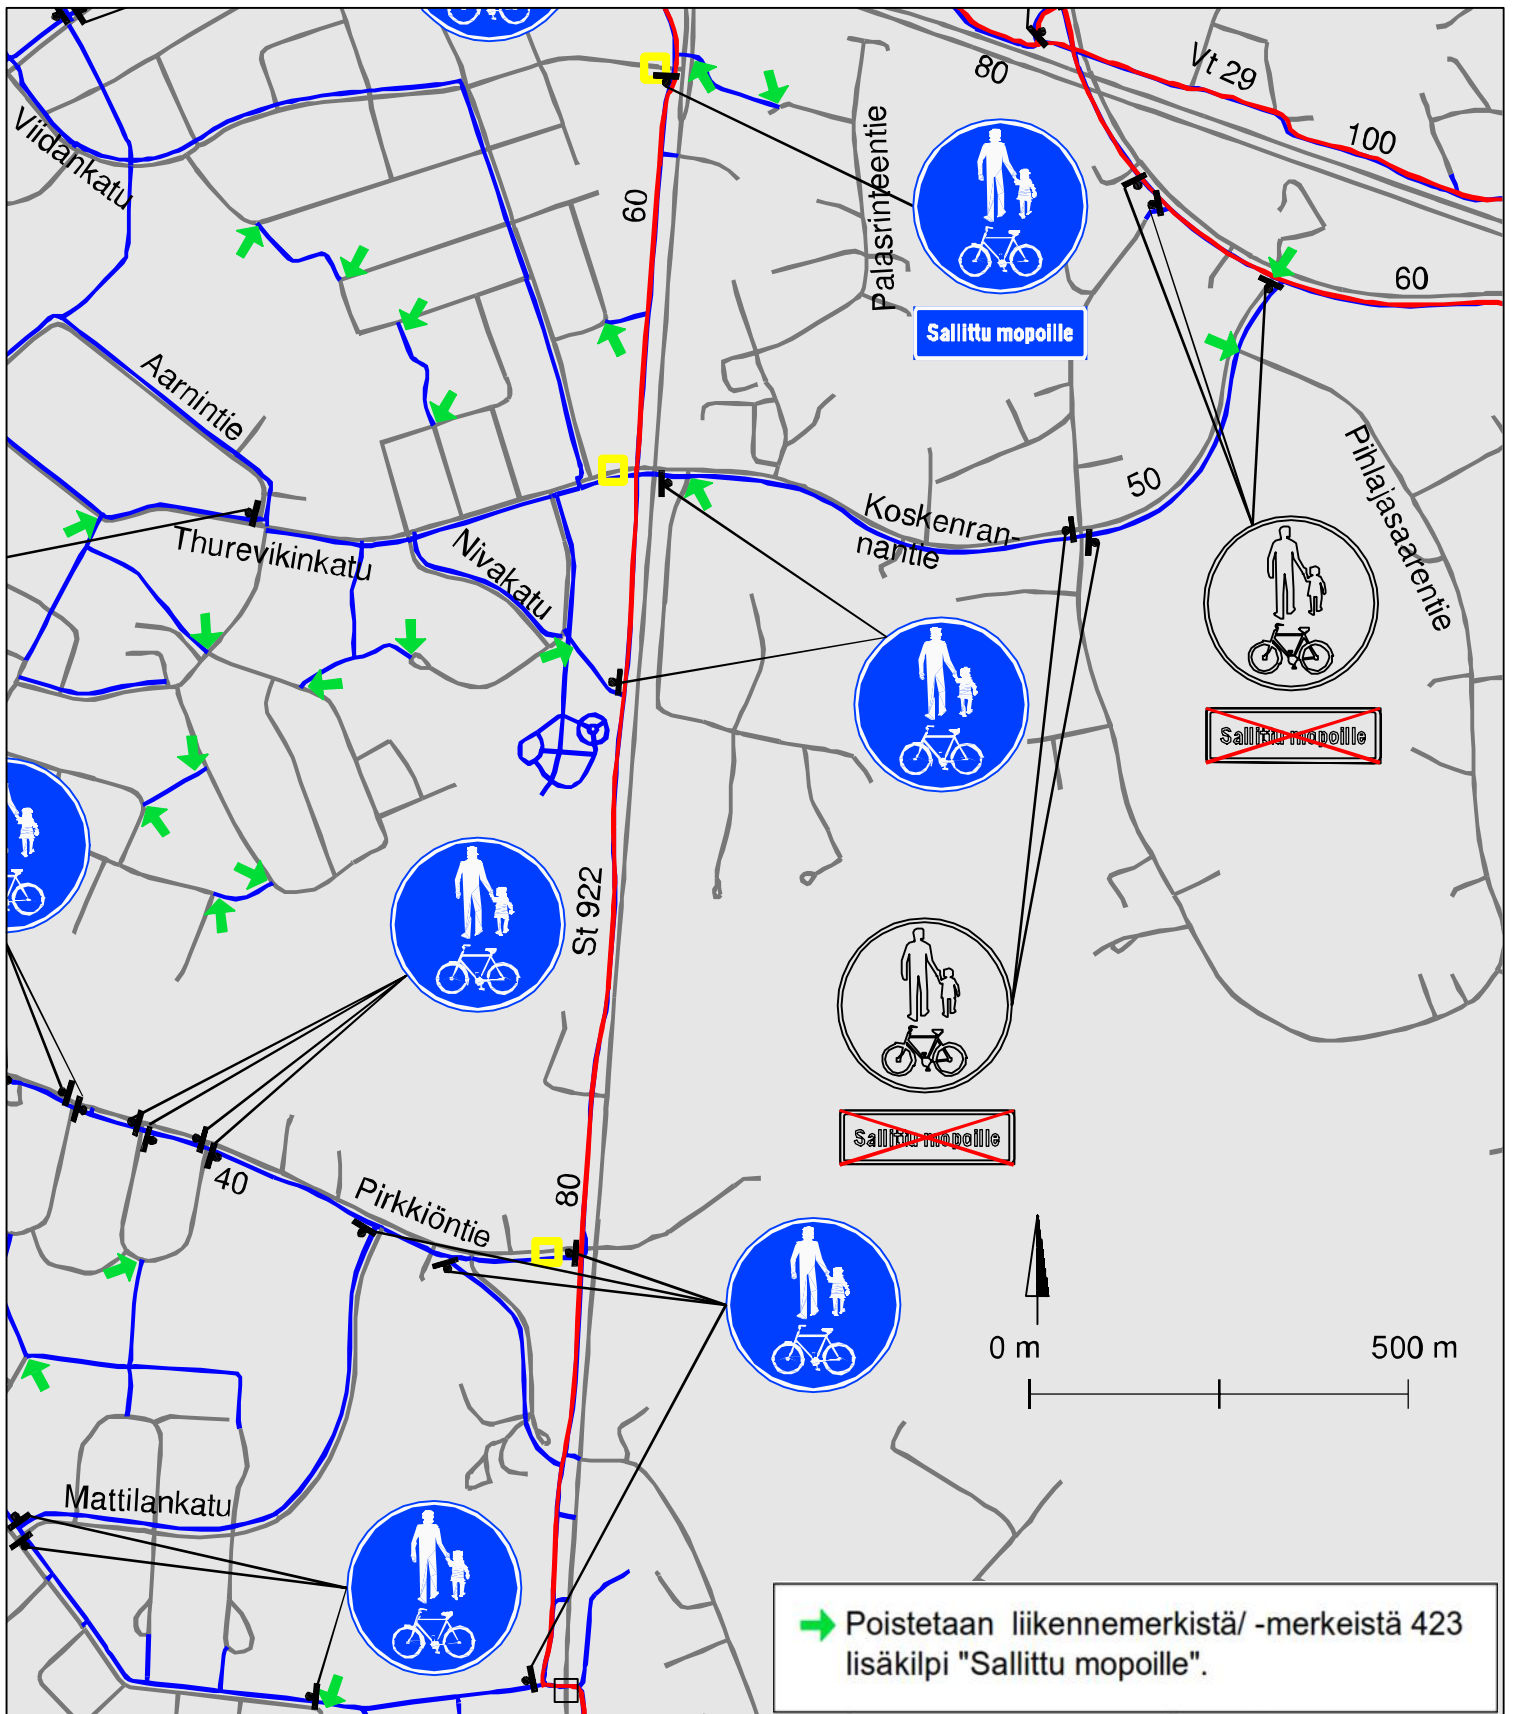 80
Vt 29
100
Viidankatu
Palasrinteentie
60
60
Sallittu mopoille
Aarnintie
50
Pihlajasaarentie
Koskenran-
nantie
Thurevikinkatu
Nivakatu
Sallittu mopoille
St 922
Sallittu mopoille
40
80
Pirkkiöntie
0 m
500 m
Mattilankatu
Poistetaan liikennemerkistä/ -merkeistä 423
lisäkilpi "Sallittu mopoille".